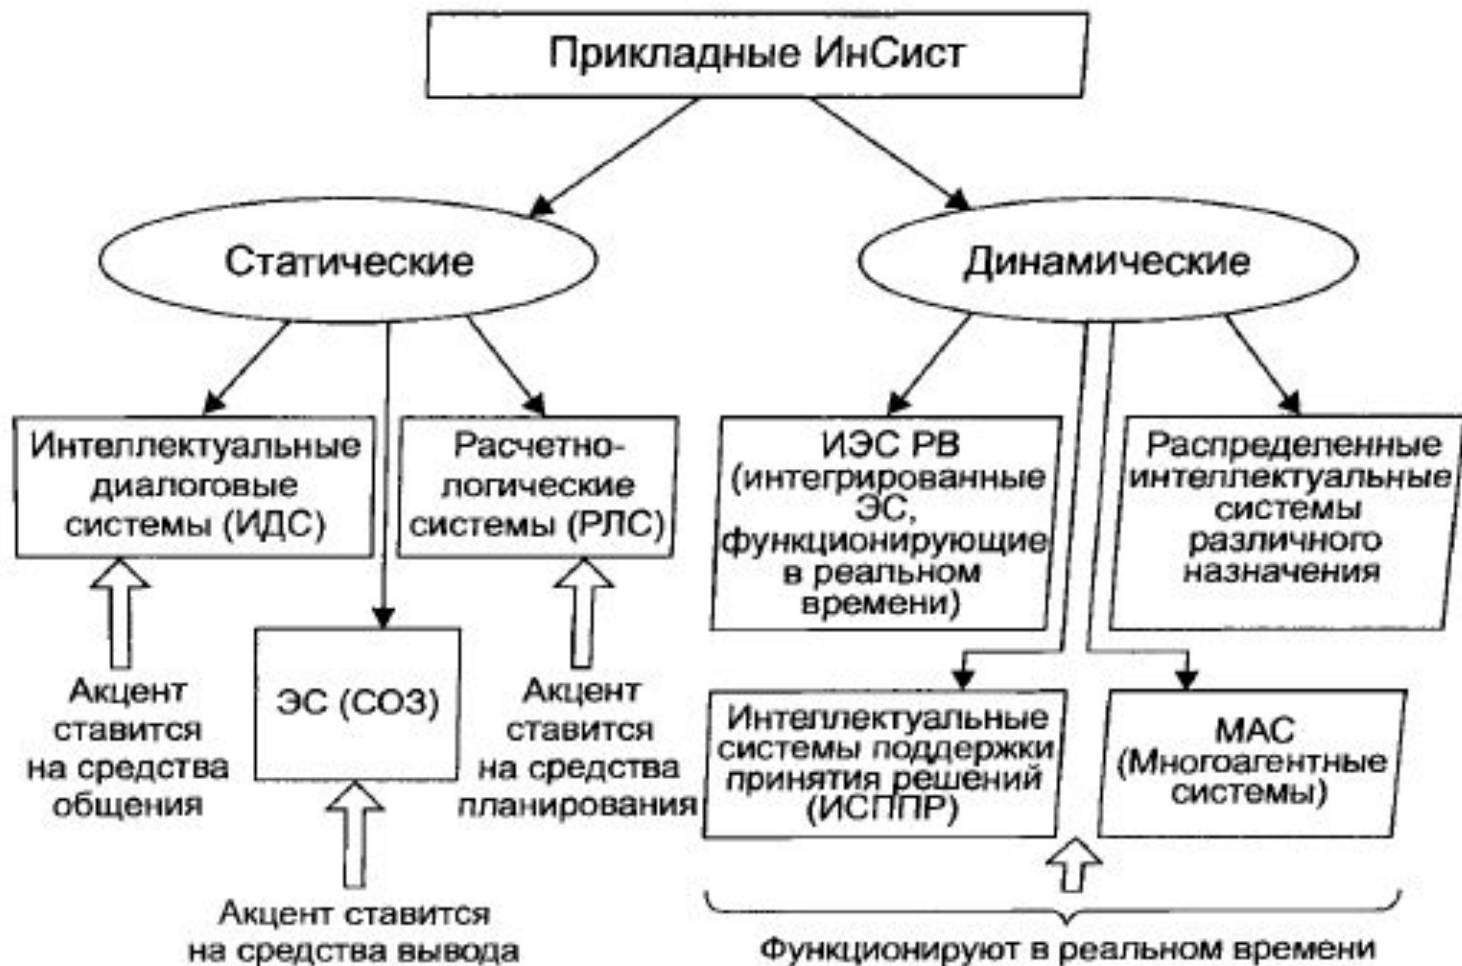 Прикладные ИнСист
Статические
Динамические
Интеллектуальные
диалоговые
системы (ИДС)
Расчетно-
логические
системы (РЛС)
ИЭС РВ
(интегрированные
ЭС,
функционирующие
в реальном
времени)
Распределенные
интеллектуальные
системы
различного
назначения
Акцент
ставится
на средства
общения
ЭС (СОЗ)
Акцент
ставится
на средства
планирования
Интеллектуальные
системы поддержки
принятия решений
(ИСППР)
МАС
(Многоагентные
системы)
Акцент ставится
на средства вывода
Функционируют в реальном времени